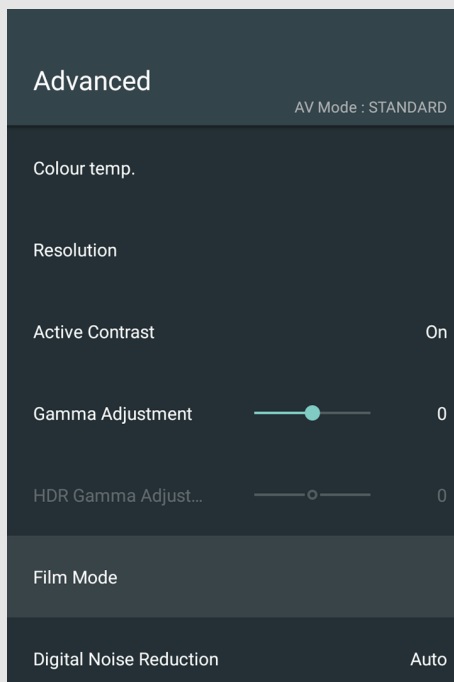 Advanced
AV Mode : STANDARD
Colour temp.
Resolution
Active Contrast On
Gamma Adjustment 0
HDR Gamma Adjust... 0
Film Mode
Digital Noise Reduction Auto